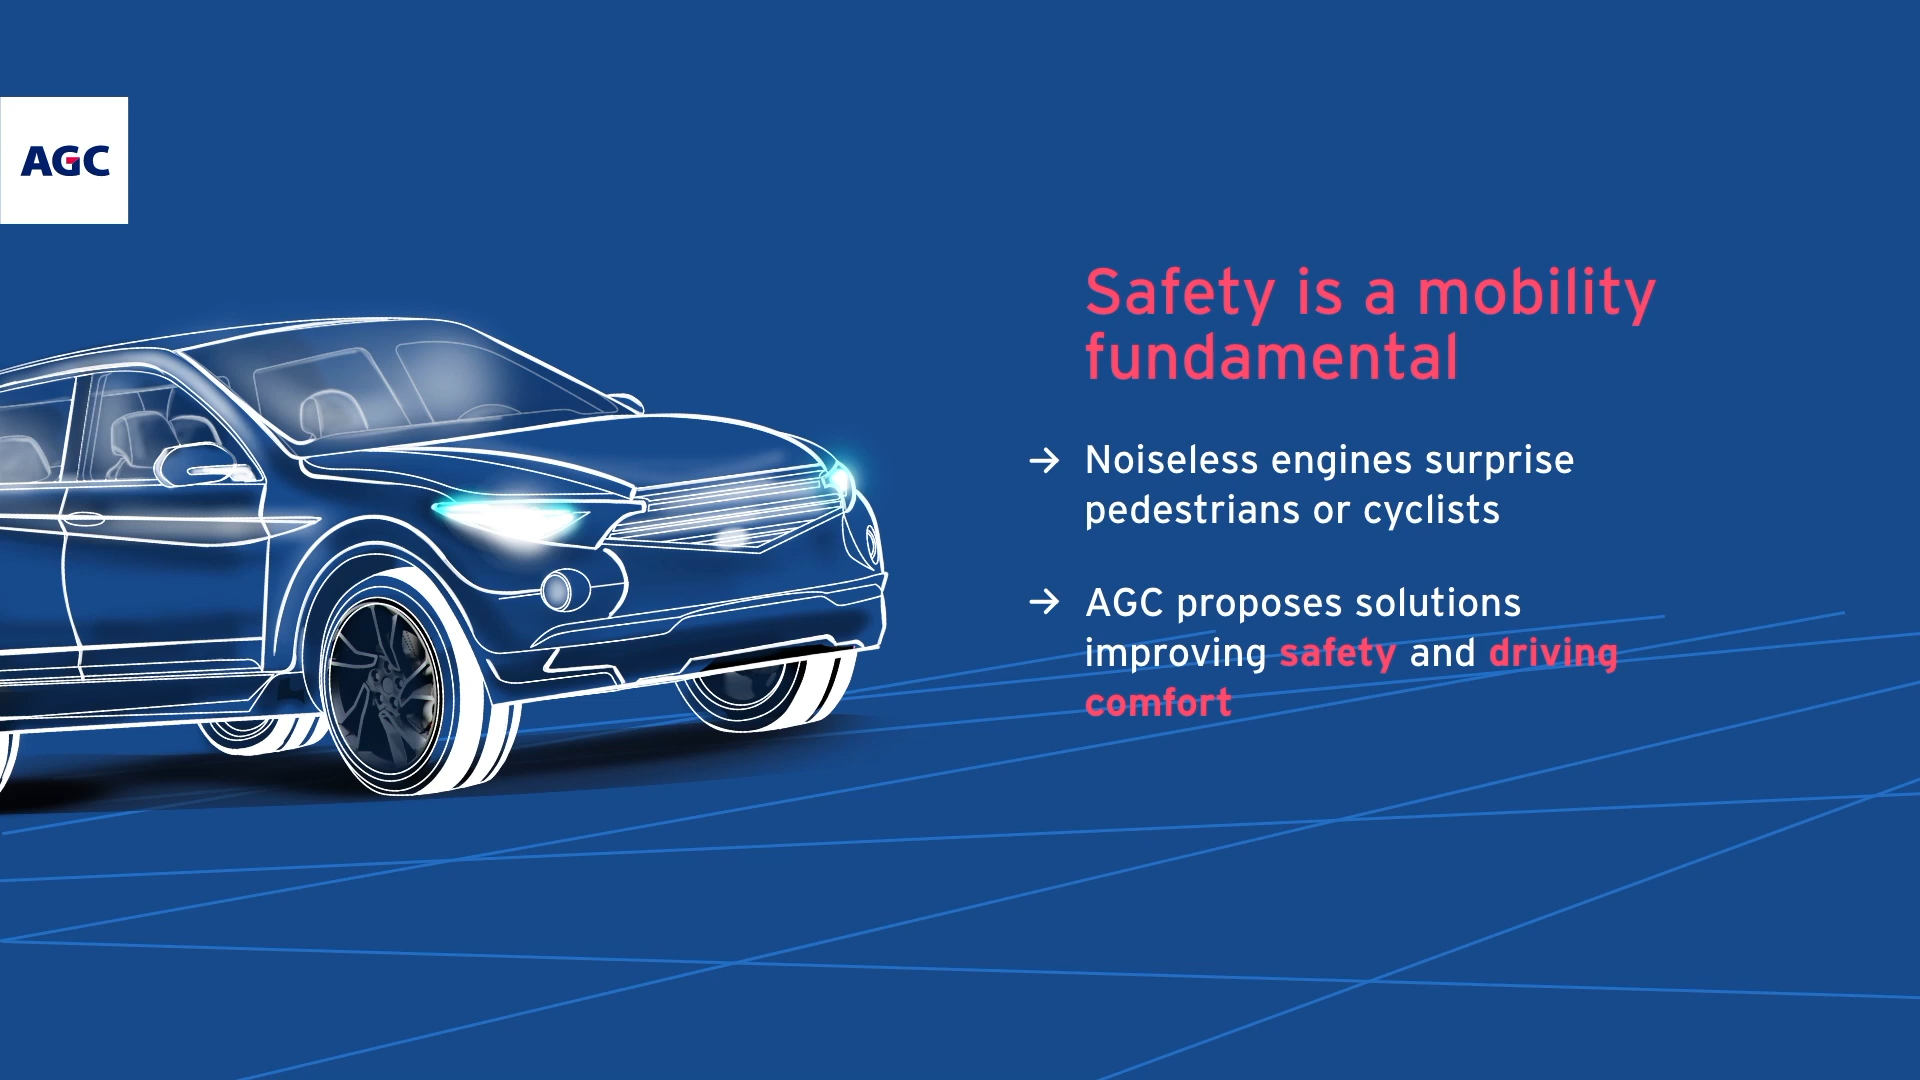 AGC
Safety is a mobility
fundamental
→ Noiseless engines surprise
pedestrians or cyclists
→ AGC proposes solutions
improving safety and driving
comfort